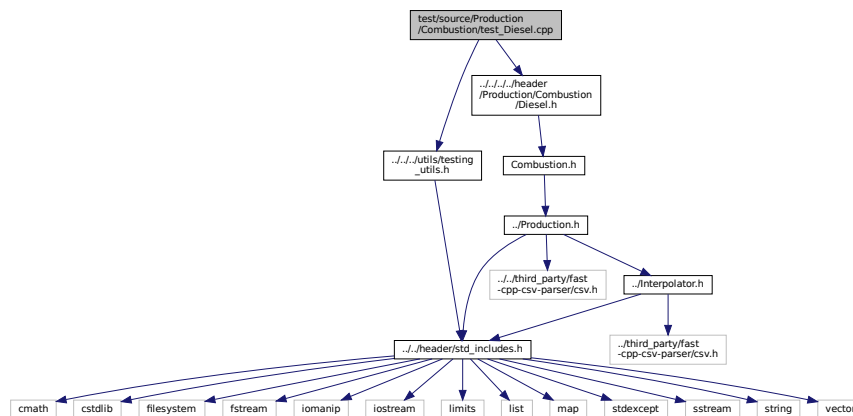 test/source/Production
/Combustion/test_Diesel.cpp
../../../../header
/Production/Combustion
/Diesel.h
../../../utils/testing
_utils.h
Combustion.h
../Production.h
../../third_party/fast
-cpp-csv-parser/csv.h
../Interpolator.h
../third_party/fast
-cpp-csv-parser/csv.h
../../header/std_includes.h
cmath
cstdlib
filesystem
fstream
iomanip
iostream
limits
list
map
stdexcept
sstream
string
vector